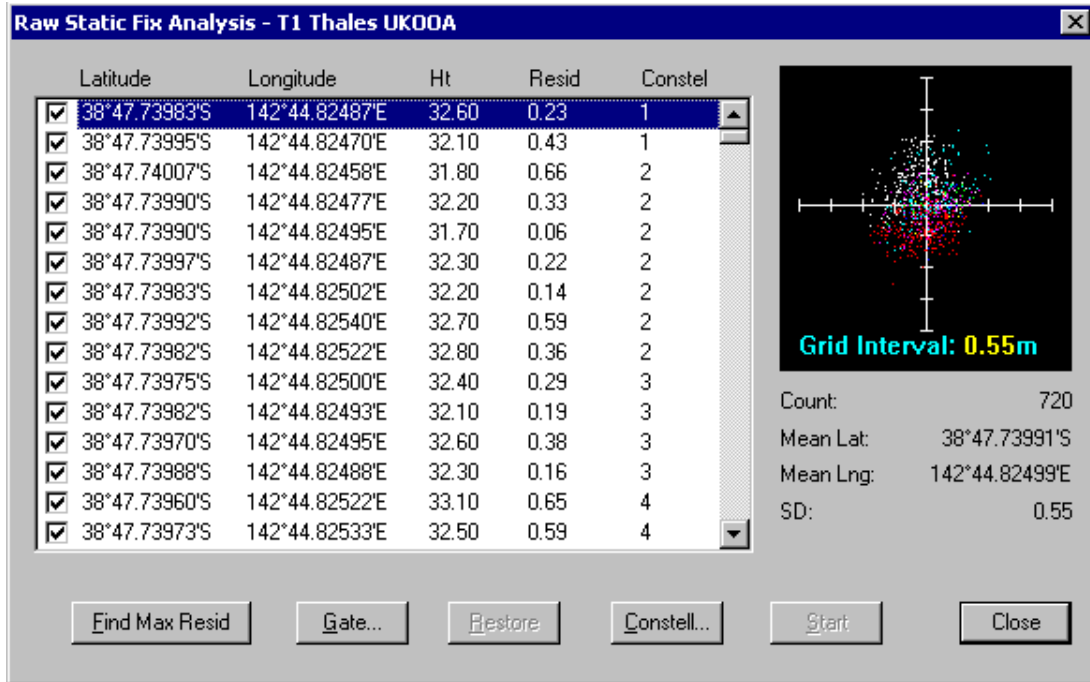 Raw Static Fix Analysis - T1 Thales UKOOA
Latitude Longitude Ht Resid Constel
38°47.73983'S 142°44.82487'E 32.60 0.23 1
38°47.73995'S 142°44.82470'E 32.10 0.43 1
38°47.74007'S 142°44.82458'E 31.80 0.66 2
38°47.73990'S 142°44.82477'E 32.20 0.33 2
38°47.73990'S 142°44.82495'E 31.70 0.06 2
38°47.73997'S 142°44.82487'E 32.30 0.22 2
38°47.73983'S 142°44.82502'E 32.20 0.14 2
38°47.73992'S 142°44.82540'E 32.70 0.59 2
38°47.73982'S 142°44.82522'E 32.80 0.36 2
38°47.73975'S 142°44.82500'E 32.40 0.29 3
38°47.73982'S 142°44.82493'E 32.10 0.19 3
38°47.73970'S 142°44.82495'E 32.60 0.38 3
38°47.73988'S 142°44.82488'E 32.30 0.16 3
38°47.73960'S 142°44.82522'E 33.10 0.65 4
38°47.73973'S 142°44.82533'E 32.50 0.59 4
Grid Interval: 0.55m
Count: 720
Mean Lat: 38°47.73991'S
Mean Lng: 142°44.82499'E
SD: 0.55
Find Max Resid Gate... Restore Constell... Start Close